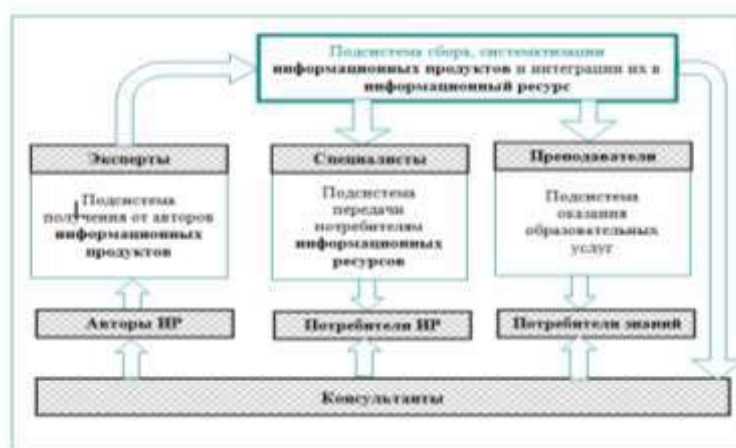 Подсистема сбора, систематизации
информационных продуктов и интеграции их в
информационный ресурс
Эксперты
Специалисты
Преподаватели
Подсистема
получения от авторов
информационных
продуктов
Подсистема
передачи
потребителям
информационных
ресурсов
Подсистема
оказания
образовательных
услуг
Авторы ИР
Потребители ИР
Потребители знаний
Консультанты